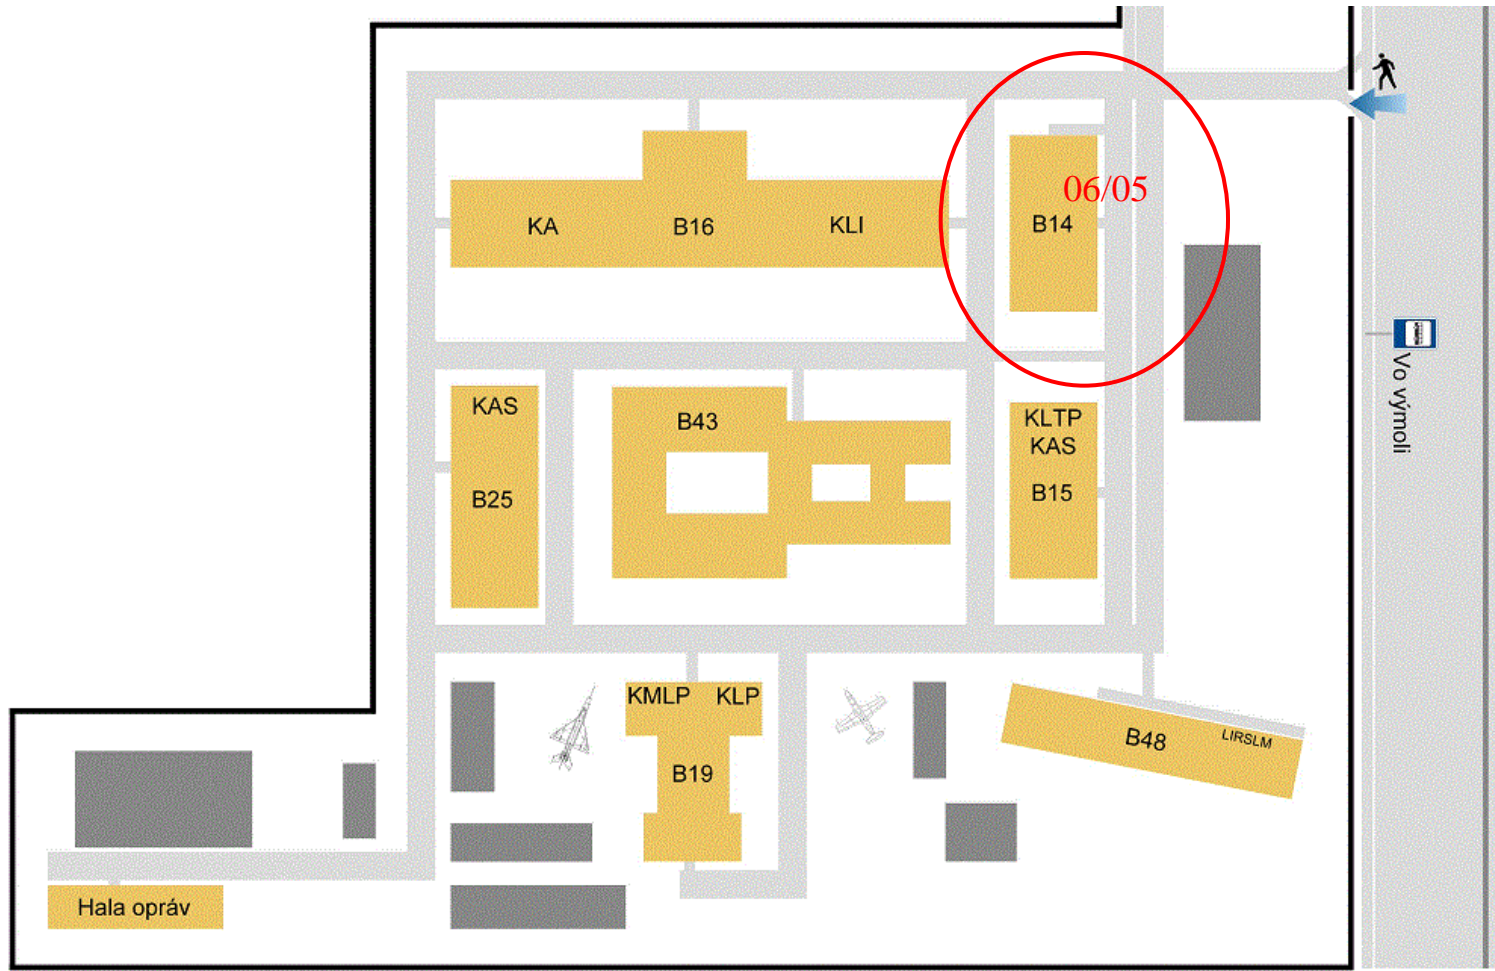 06/05
KA
B16
KLI
B14
Vo výmoli
KAS
B25
B43
KLTP
KAS
B15
KMLP
KLP
B19
B48
LIRSLM
Hala opráv